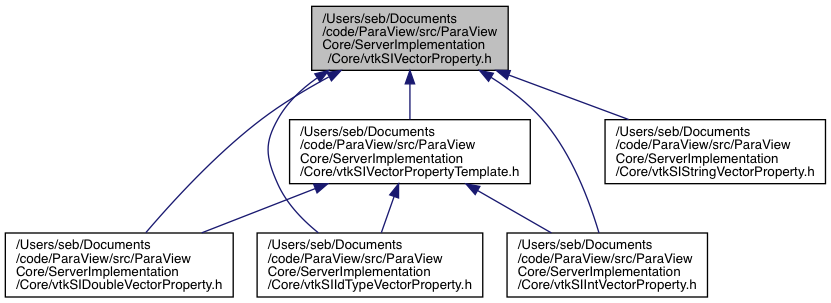 /Users/seb/Documents
/code/ParaView/src/ParaView
Core/ServerImplementation
/Core/vtkSIVectorProperty.h
/Users/seb/Documents
/code/ParaView/src/ParaView
Core/ServerImplementation
/Core/vtkSIVectorPropertyTemplate.h
/Users/seb/Documents
/code/ParaView/src/ParaView
Core/ServerImplementation
/Core/vtkSIStringVectorProperty.h
/Users/seb/Documents
/code/ParaView/src/ParaView
Core/ServerImplementation
/Core/vtkSIDoubleVectorProperty.h
/Users/seb/Documents
/code/ParaView/src/ParaView
Core/ServerImplementation
/Core/vtkSIIdTypeVectorProperty.h
/Users/seb/Documents
/code/ParaView/src/ParaView
Core/ServerImplementation
/Core/vtkSIIntVectorProperty.h